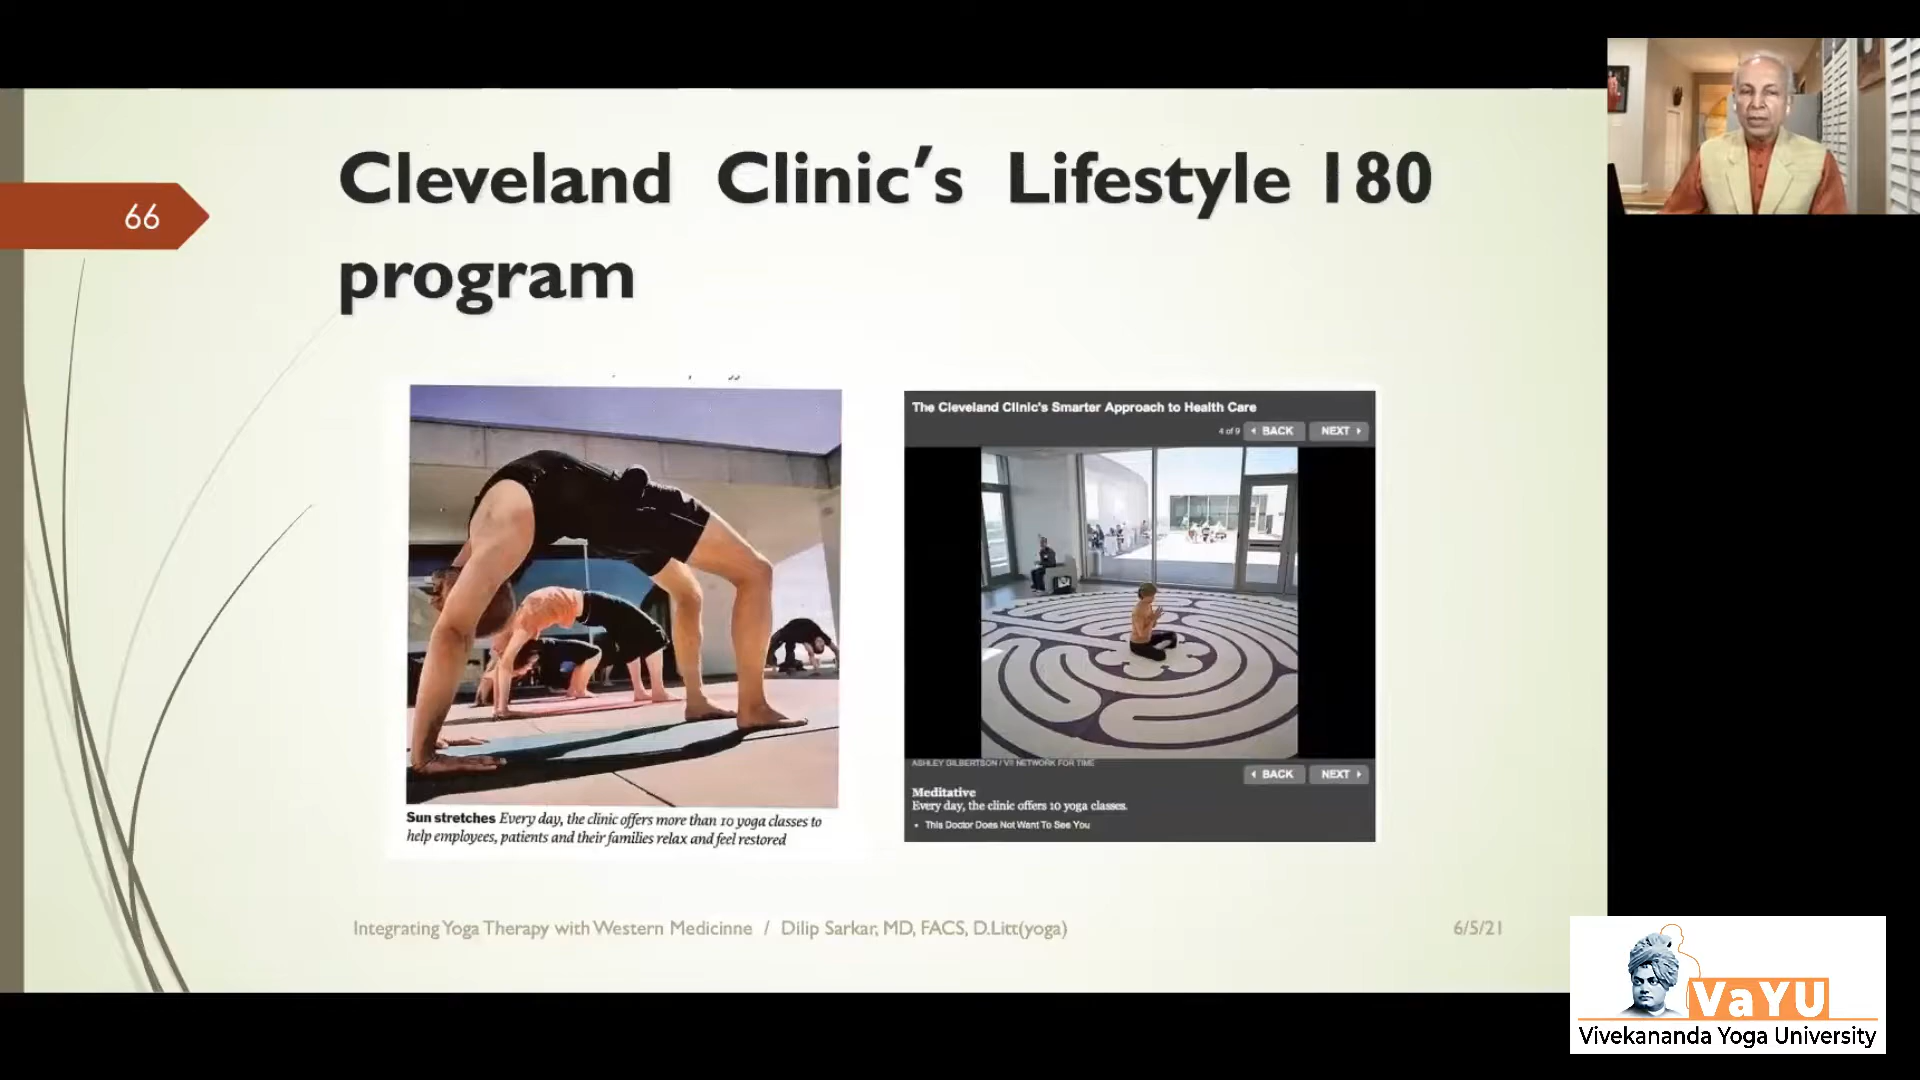 66
Cleveland Clinic's Lifestyle 180
program
Sun stretches Every day, the clinic offers more than 10 yoga classes to
help employees, patients and their families relax and feel restored
The Cleveland Clinic's Smarter Approach to Health Care
4 of 9 BACK NEXT
ASHLEY GILBERTSON / VII NETWORK FOR TIME
BACK NEXT
Meditative
Every day, the clinic offers 10 yoga classes.
• This Doctor Does Not Want To See You
Integrating Yoga Therapy with Western Medicinne / Dilip Sarkar, MD, FACS, D.Litt(yoga)
6/5/21
VaYU
Vivekananda Yoga University